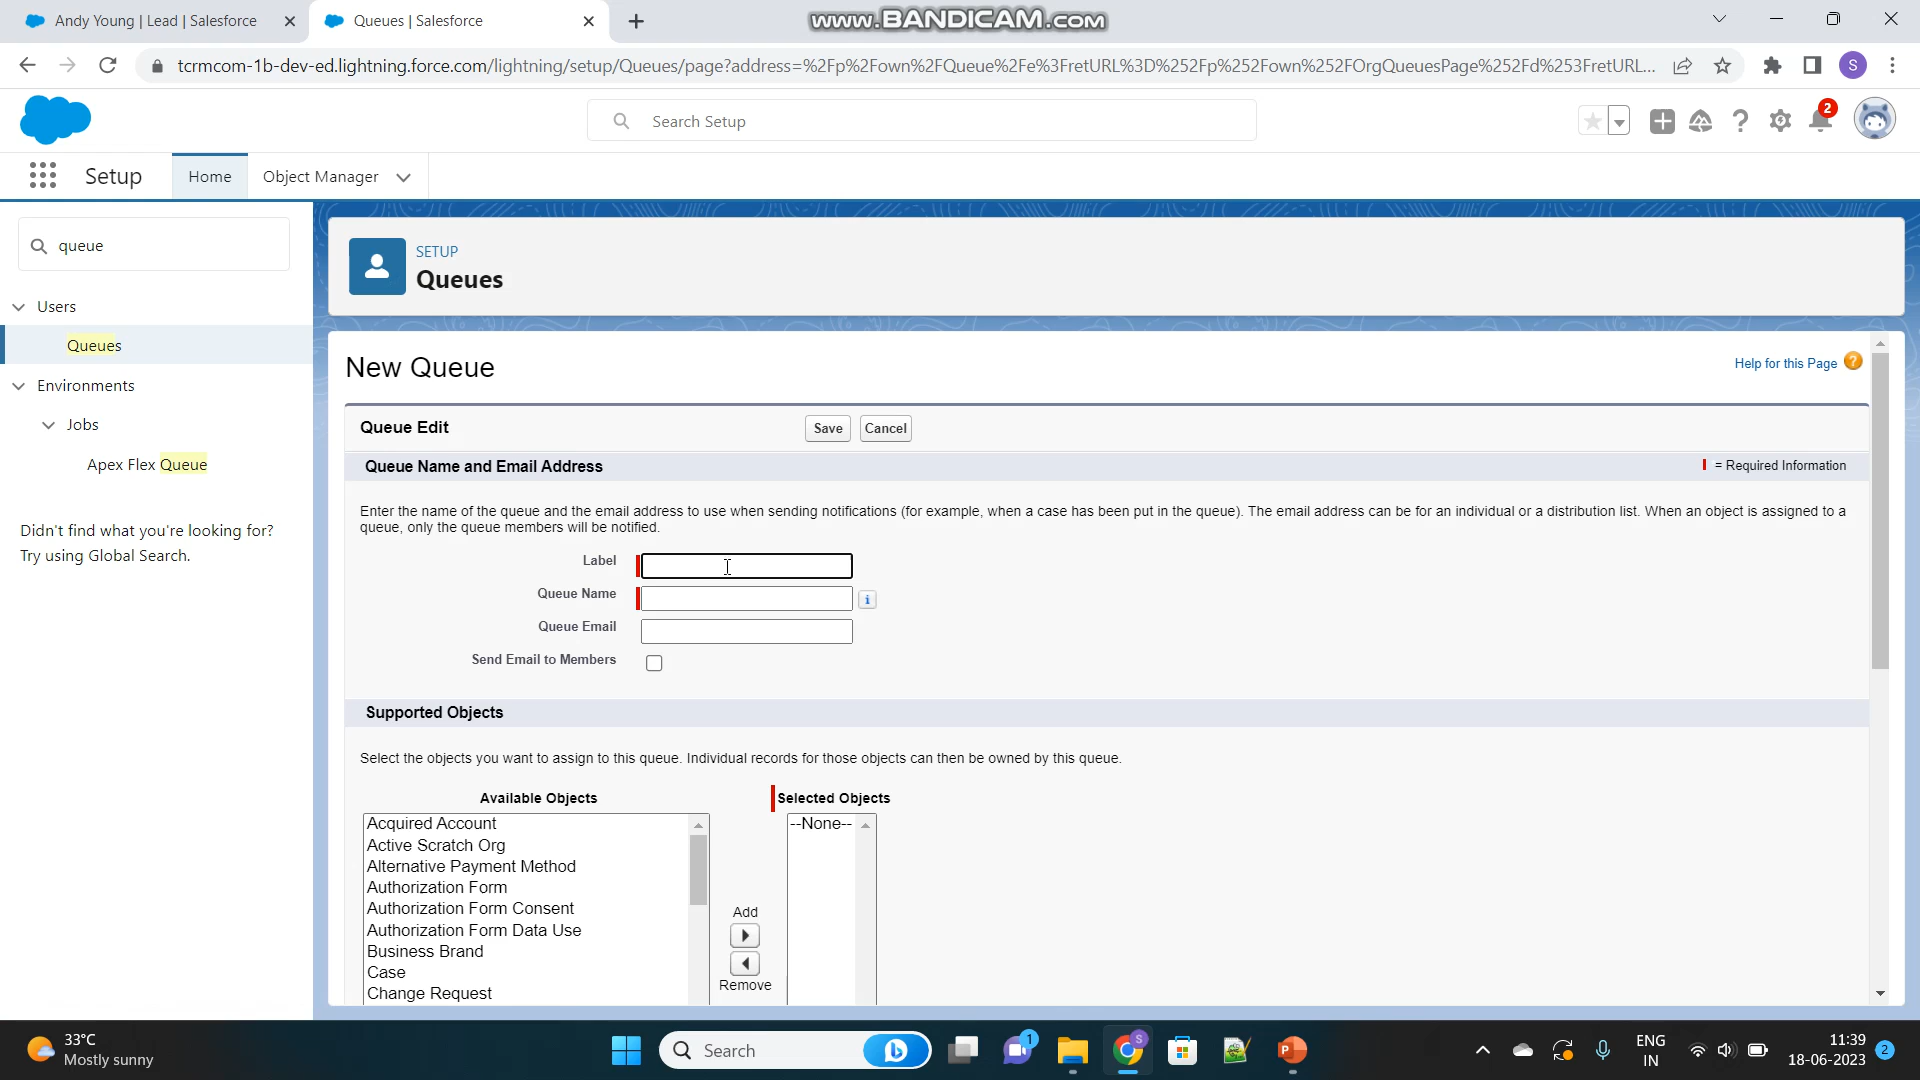 Andy Young | Lead | Salesforce
Queues | Salesforce
www.BANDICAM.com
tcrmcom-1b-dev-ed.lightning.force.com/lightning/setup/Queues/page?address=%2Fp%2Fown%2FQueue%2Fe%3FretURL%3D%252Fp%252Fown%252FOrgQueuesPage%252Fd%253FretURL...
S
Search Setup
2
Setup
Home
Object Manager
queue
Users
Queues
Environments
Jobs
Apex Flex Queue
Didn't find what you're looking for?
Try using Global Search.
SETUP
Queues
New Queue
Help for this Page
Queue Edit
Save
Cancel
Queue Name and Email Address
= Required Information
Enter the name of the queue and the email address to use when sending notifications (for example, when a case has been put in the queue). The email address can be for an individual or a distribution list. When an object is assigned to a
queue, only the queue members will be notified.
Label
Queue Name
i
Queue Email
Send Email to Members
Supported Objects
Select the objects you want to assign to this queue. Individual records for those objects can then be owned by this queue.
Available Objects
Selected Objects
Acquired Account
Active Scratch Org
Alternative Payment Method
Authorization Form
Authorization Form Consent
Authorization Form Data Use
Business Brand
Case
Change Request
Add
Remove
--None--
33°C
Mostly sunny
Search
1
S
P
ENG
IN
11:39
18-06-2023
2